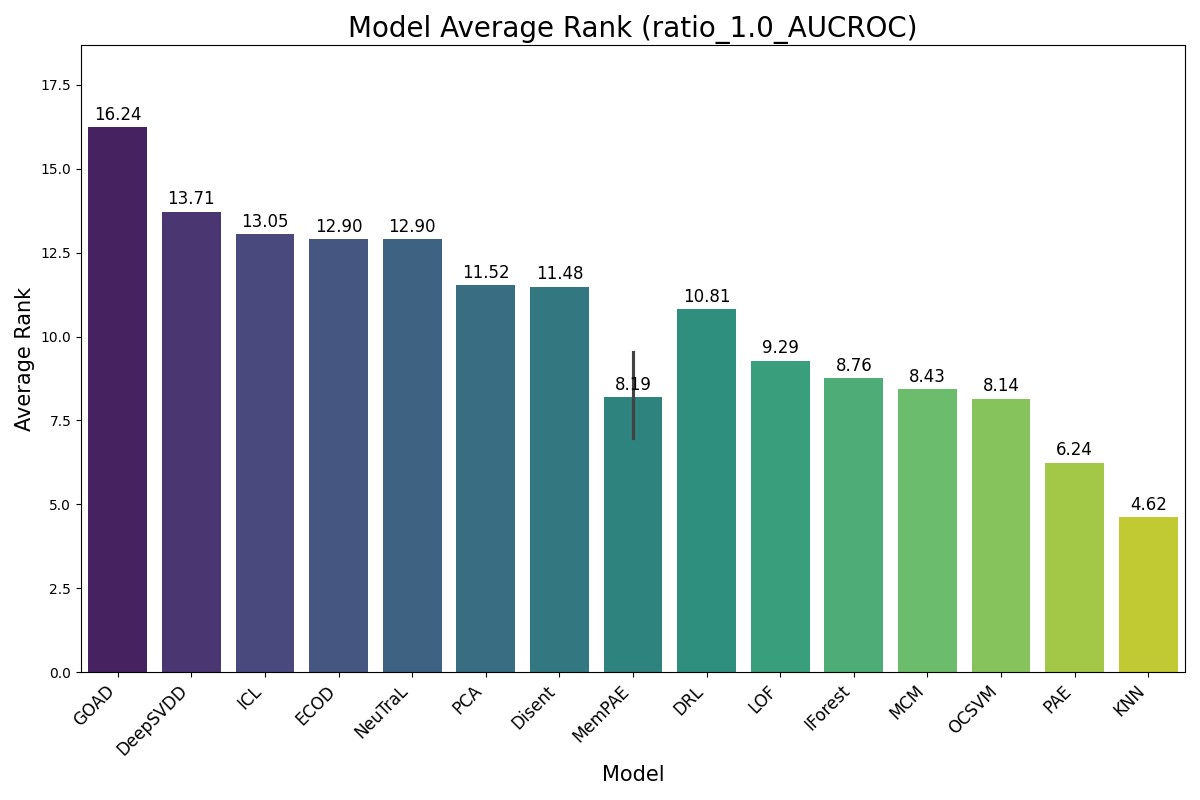 Model Average Rank (ratio_1.0_AUCROC)
Average Rank
17.5
15.0
12.5
10.0
7.5
5.0
2.5
0.0
16.24
13.71
13.05
12.90
12.90
11.52
11.48
8.19
10.81
9.29
8.76
8.43
8.14
6.24
4.62
GOAD
DeepSVDD
ICL
ECOD
NeuTraL
PCA
Disent
MemPAE
DRL
LOF
IForest
MCM
OCSVM
PAE
KNN
Model